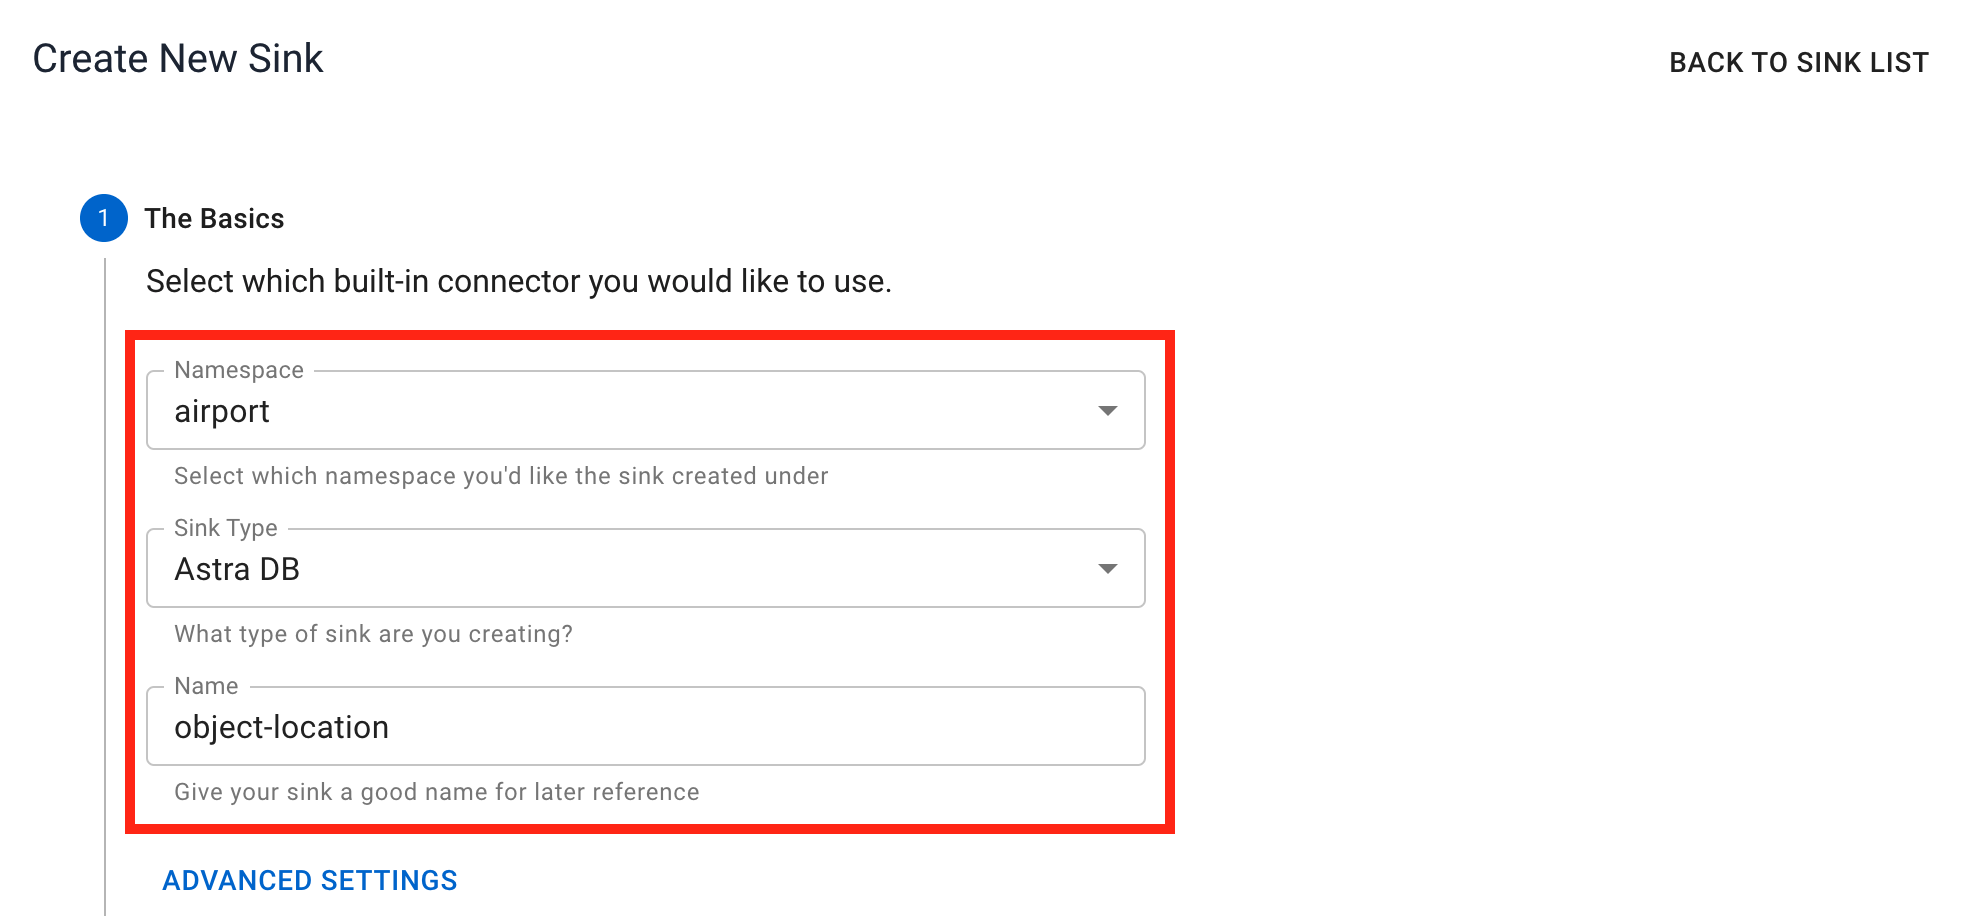 Create New Sink
BACK TO SINK LIST
1 The Basics
Select which built-in connector you would like to use.
Namespace
airport
Select which namespace you'd like the sink created under
Sink Type
Astra DB
What type of sink are you creating?
Name
object-location
Give your sink a good name for later reference
ADVANCED SETTINGS